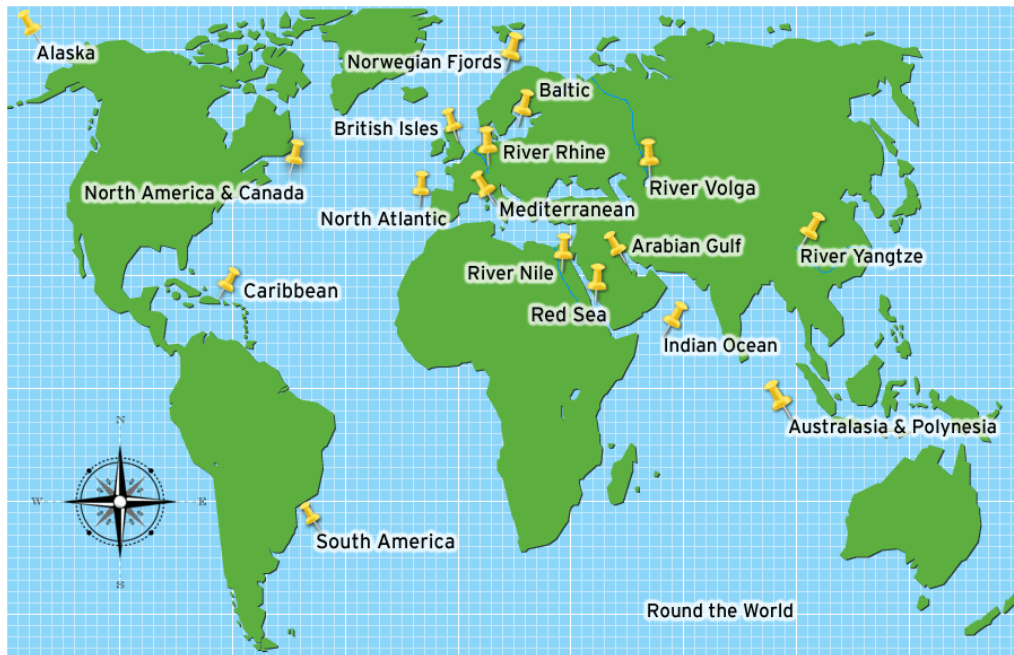 Alaska
Norwegian Fjords
Baltic
British Isles
River Rhine
North America & Canada
River Volga
North Atlantic
Mediterranean
Arabian Gulf
River Yangtze
River Nile
Caribbean
Red Sea
Indian Ocean
Australasia & Polynesia
N
W
E
South America
S
Round the World